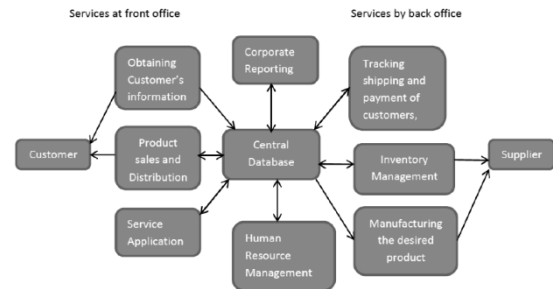 Services at front office
Services by back office
Obtaining
Customer's
information
Corporate
Reporting
Tracking
shipping and
payment of
customers,
Customer
Product
sales and
Distribution
Central
Database
Inventory
Management
Supplier
Service
Application
Human
Resource
Management
Manufacturing
the desired
product